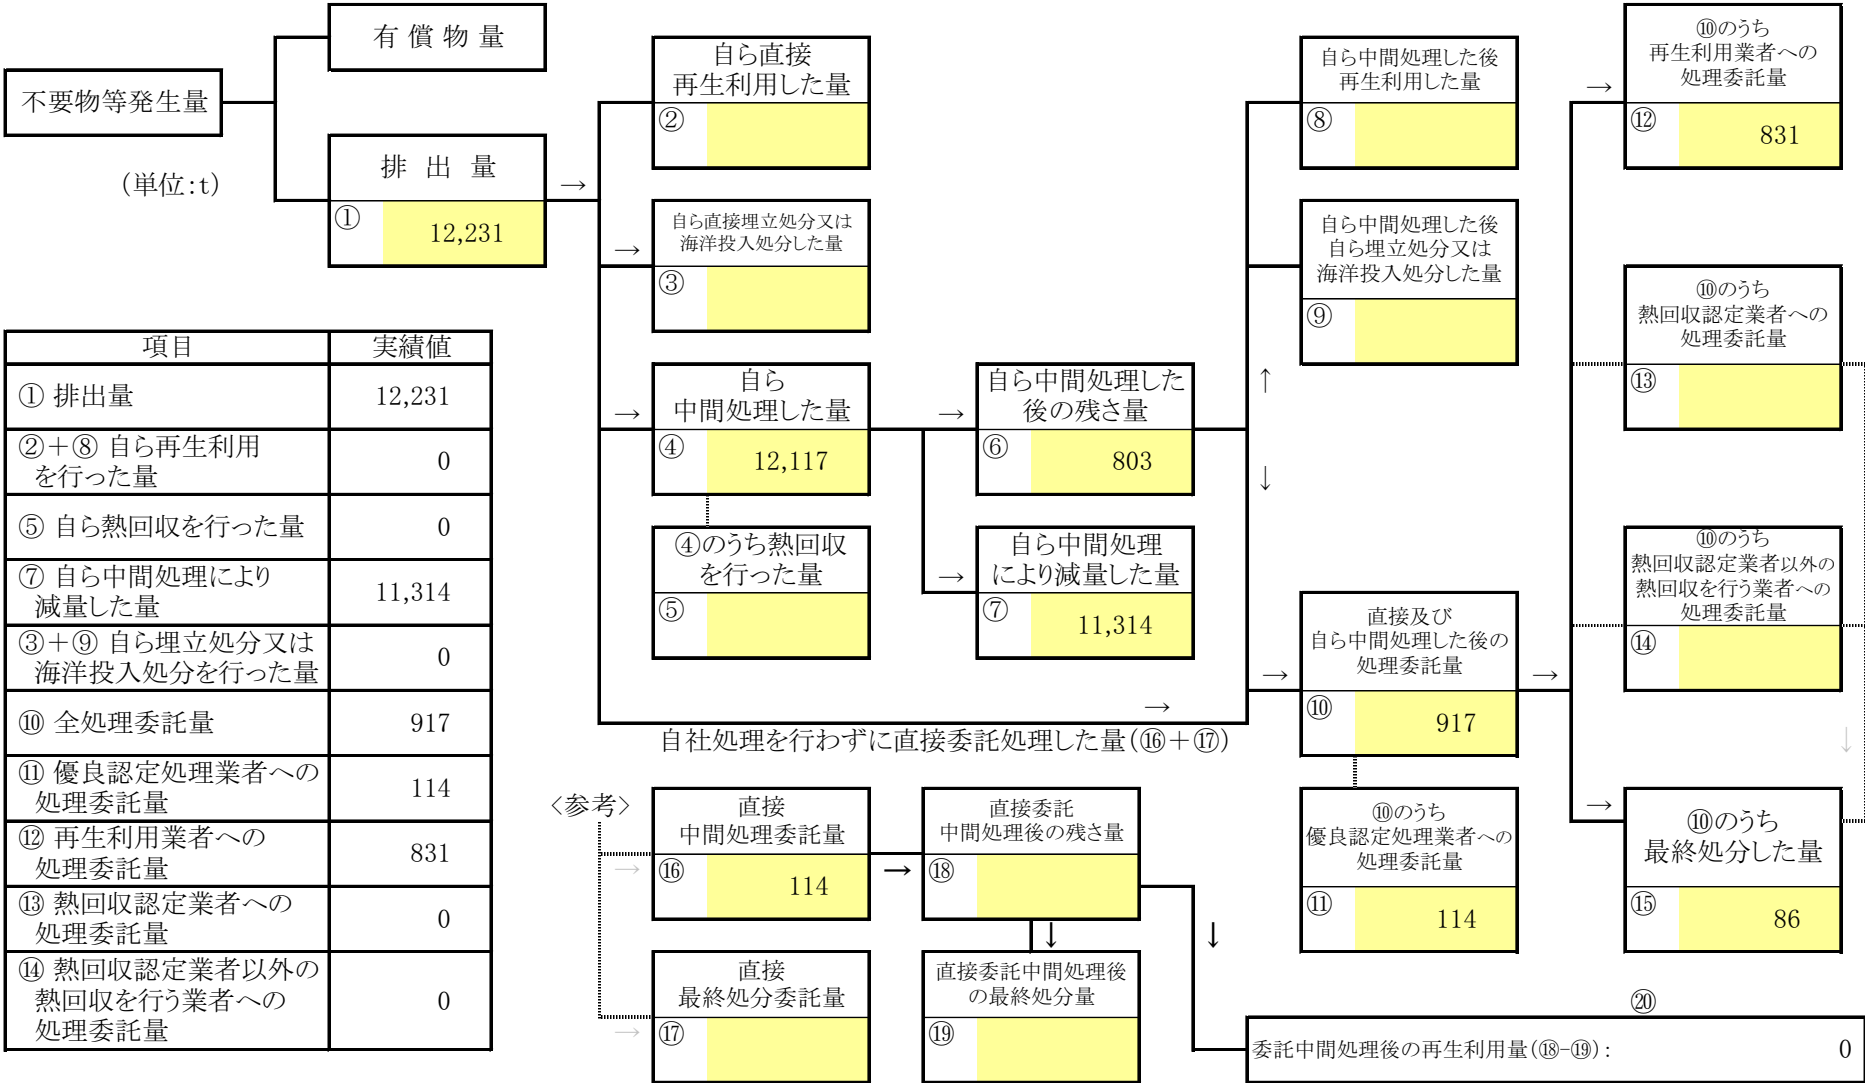 有 償 物 量
不要物等発生量
(単位:t)
排 出 量
①
12,231
→
自ら直接
再生利用した量
②
→
自ら直接埋立処分又は
海洋投入処分した量
③
→
自ら
中間処理した量
④
12,117
④のうち熱回収
を行った量
⑤
→
自ら中間処理した
後の残さ量
⑥
803
→
自ら中間処理
により減量した量
⑦
11,314
↑
↓
自ら中間処理した後
再生利用した量
⑧
自ら中間処理した後
自ら埋立処分又は
海洋投入処分した量
⑨
→
直接及び
自ら中間処理した後の
処理委託量
⑩
917
→
⑩のうち
優良認定処理業者への
処理委託量
⑪
114
→
⑩のうち
再生利用業者への
処理委託量
⑫
831
⑩のうち
熱回収認定業者への
処理委託量
⑬
⑩のうち
熱回収認定業者以外の
熱回収を行う業者への
処理委託量
⑭
↓
→
⑩のうち
最終処分した量
⑮
86
→
自社処理を行わずに直接委託処理した量(⑯+⑰)
<参考>
→
直接
中間処理委託量
⑯
114
→
直接委託
中間処理後の残さ量
⑱
↓
↓
→
直接
最終処分委託量
⑰
直接委託中間処理後
の最終処分量
⑲
⑳
委託中間処理後の再生利用量(⑱-⑲): 0
項目 実績値
① 排出量 12,231
②+⑧ 自ら再生利用
を行った量 0
⑤ 自ら熱回収を行った量 0
⑦ 自ら中間処理により
減量した量 11,314
③+⑨ 自ら埋立処分又は
海洋投入処分を行った量 0
⑩ 全処理委託量 917
⑪ 優良認定処理業者への
処理委託量 114
⑫ 再生利用業者への
処理委託量 831
⑬ 熱回収認定業者への
処理委託量 0
⑭ 熱回収認定業者以外の
熱回収を行う業者への
処理委託量 0